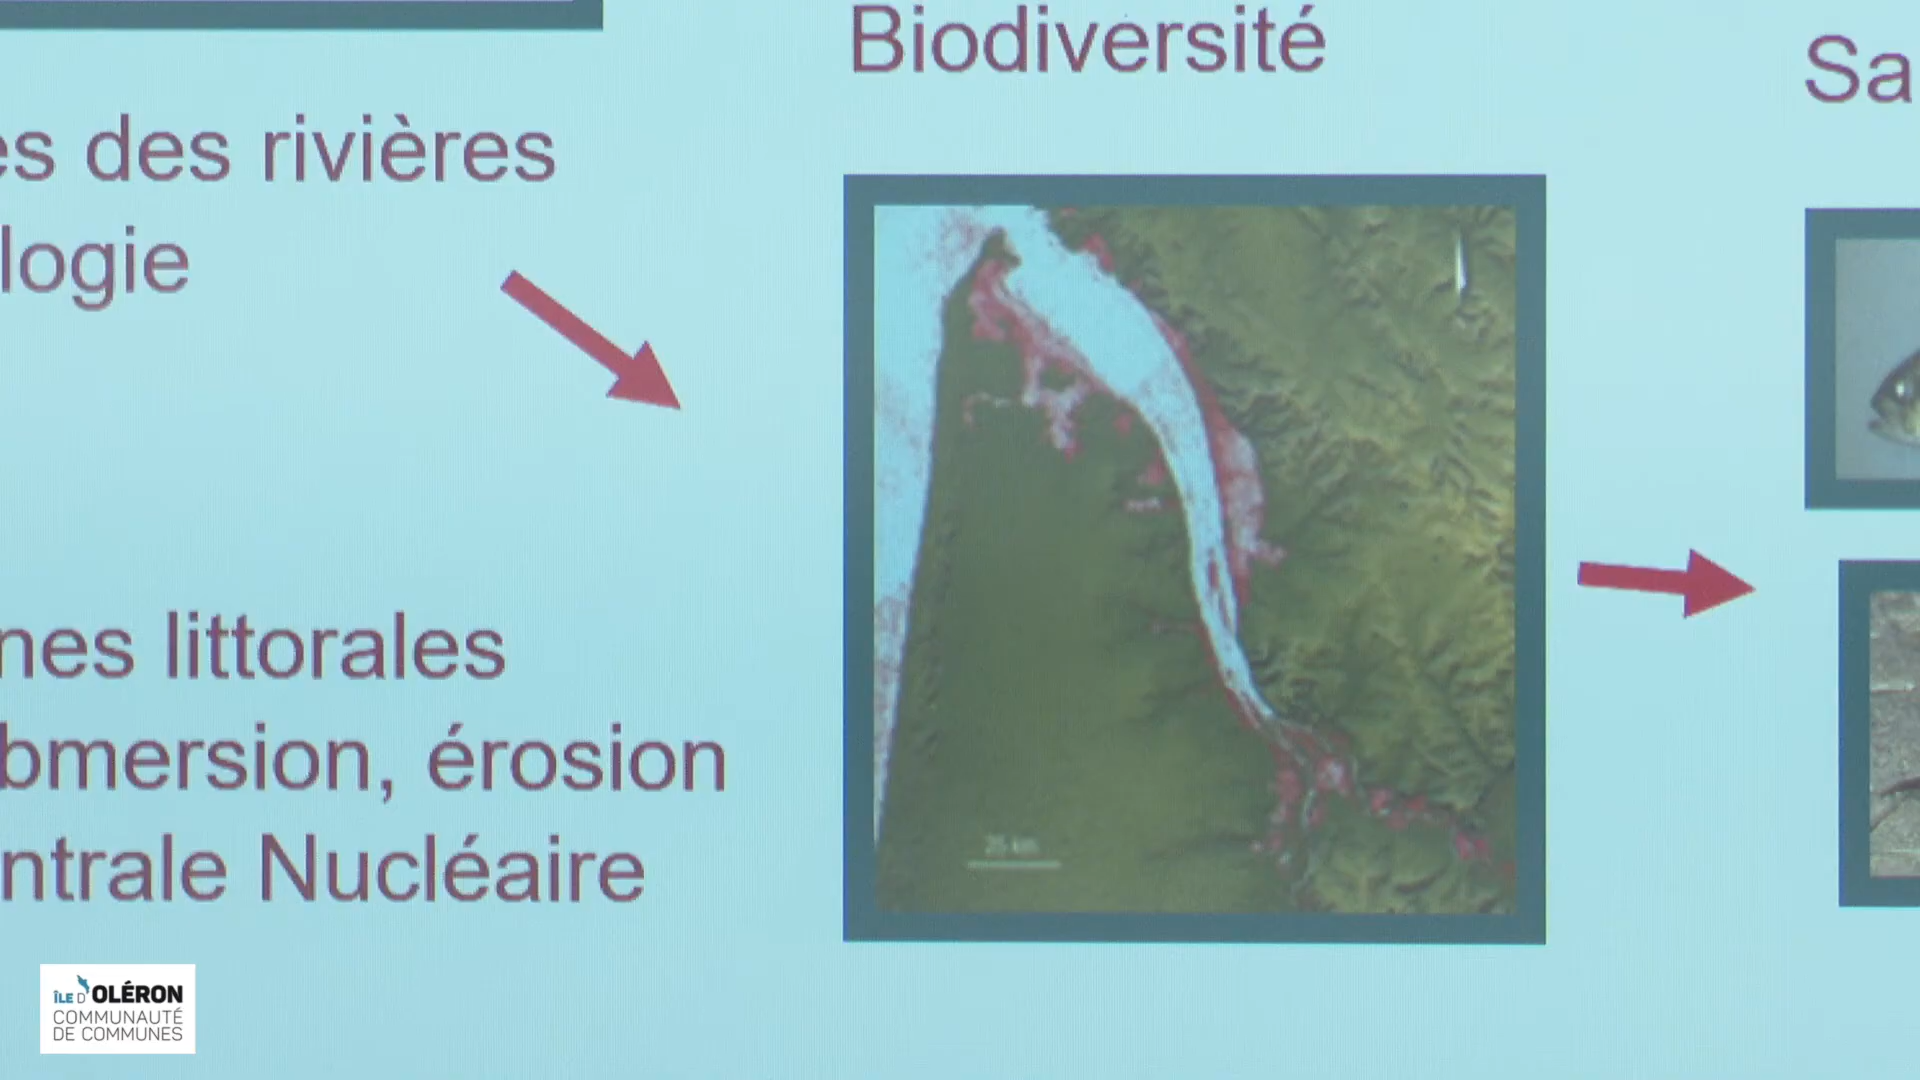 Biodiversité
Sa
es des rivières
logie
nes littorales
bmersion, érosion
ntrale Nucléaire
25 km
ÎLE D'OLÉRON
COMMUNAUTÉ
DE COMMUNES